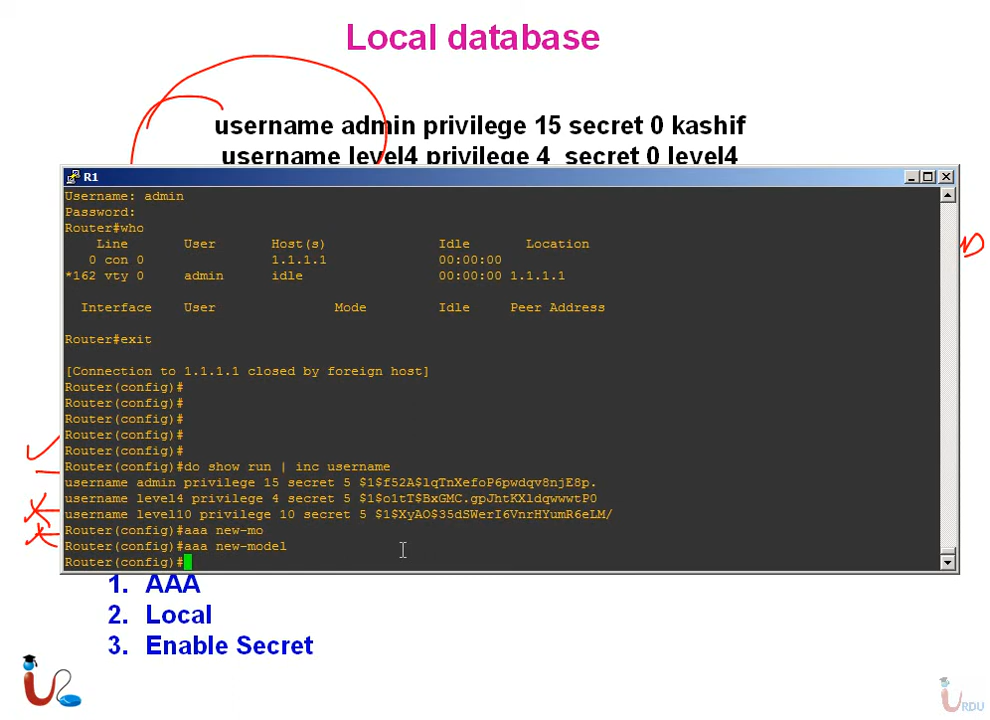 Local database
username admin privilege 15 secret 0 kashif
username level4 privilege 4 secret 0 level4
R1
Username: admin
Password:
Router#who
Line User Host(s) Idle Location
0 con 0 1.1.1.1 00:00:00
*162 vty 0 admin idle 00:00:00 1.1.1.1
Interface User Mode Idle Peer Address
Router#exit
[Connection to 1.1.1.1 closed by foreign host]
Router(config)#
Router(config)#
Router(config)#
Router(config)#
Router(config)#
Router(config)#do show run | inc username
username admin privilege 15 secret 5 $1$f52A$lqTnXefoP6pwdqv8njE8p.
username level4 privilege 4 secret 5 $1$o1tT$BxGMC.gpJhtKXldqwwwtP0
username level10 privilege 10 secret 5 $1$XyAO$35dSWerI6VnrHYumR6eLM/
Router(config)#aaa new-mo
Router(config)#aaa new-model
Router(config)#
1. AAA
2. Local
3. Enable Secret
URDU